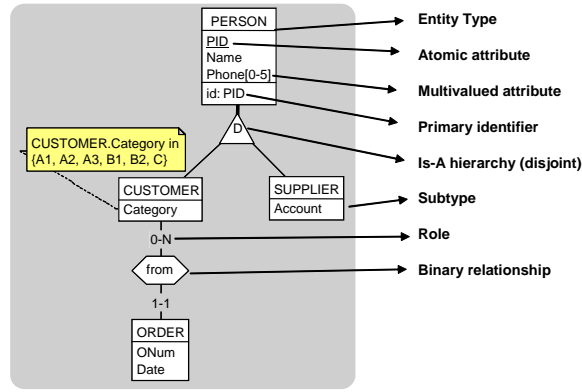 PERSON
PID
Name
Phone[0-5]
id: PID
D
CUSTOMER.Category in
{A1, A2, A3, B1, B2, C}
CUSTOMER
Category
SUPPLIER
Account
0-N
from
1-1
ORDER
ONum
Date
Entity Type
Atomic attribute
Multivalued attribute
Primary identifier
Is-A hierarchy (disjoint)
Subtype
Role
Binary relationship